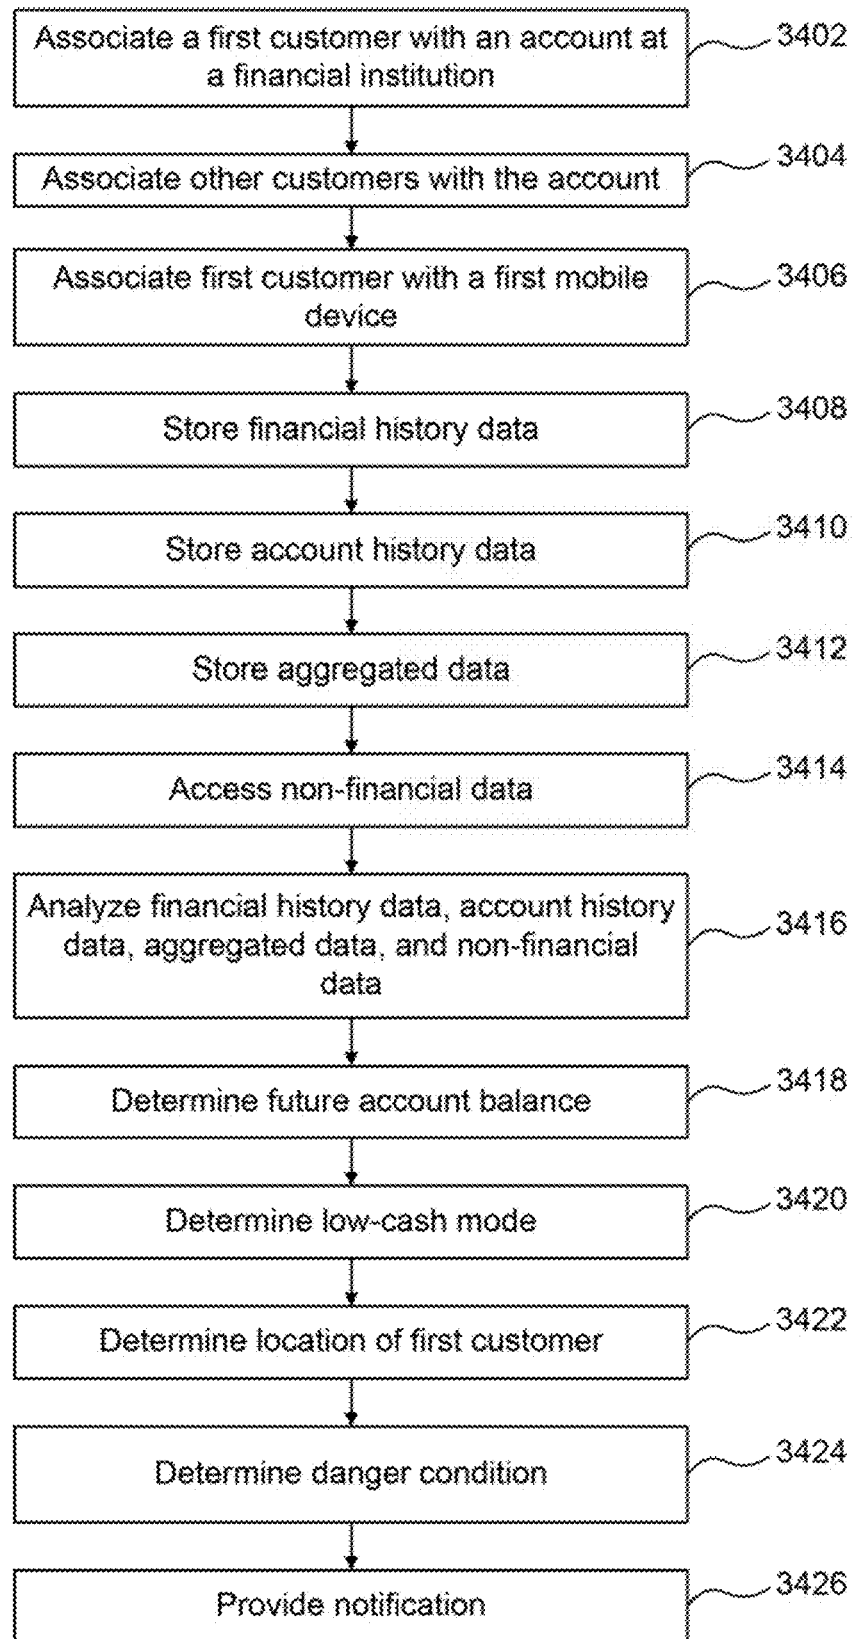 Associate a first customer with an account at
a financial institution
3402
Associate other customers with the account
3404
Associate first customer with a first mobile
device
3406
Store financial history data
3408
Store account history data
3410
Store aggregated data
3412
Access non-financial data
3414
Analyze financial history data, account history
data, aggregated data, and non-financial
data
3416
Determine future account balance
3418
Determine low-cash mode
3420
Determine location of first customer
3422
Determine danger condition
3424
Provide notification
3426